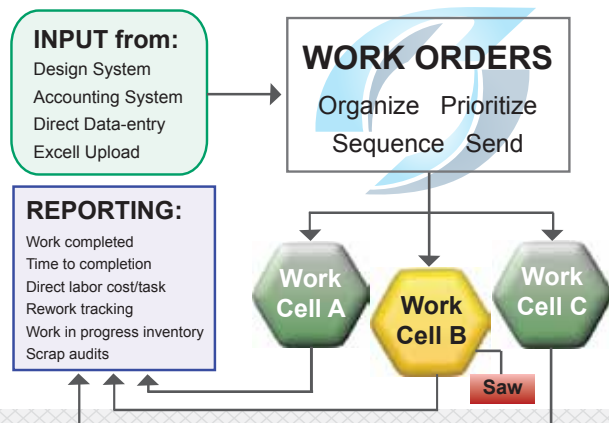 INPUT from:
Design System
Accounting System
Direct Data-entry
Excell Upload
WORK ORDERS
Organize Prioritize
Sequence Send
REPORTING:
Work completed
Time to completion
Direct labor cost/task
Rework tracking
Work in progress inventory
Scrap audits
Work
Cell A
Work
Cell B
Work
Cell C
Saw